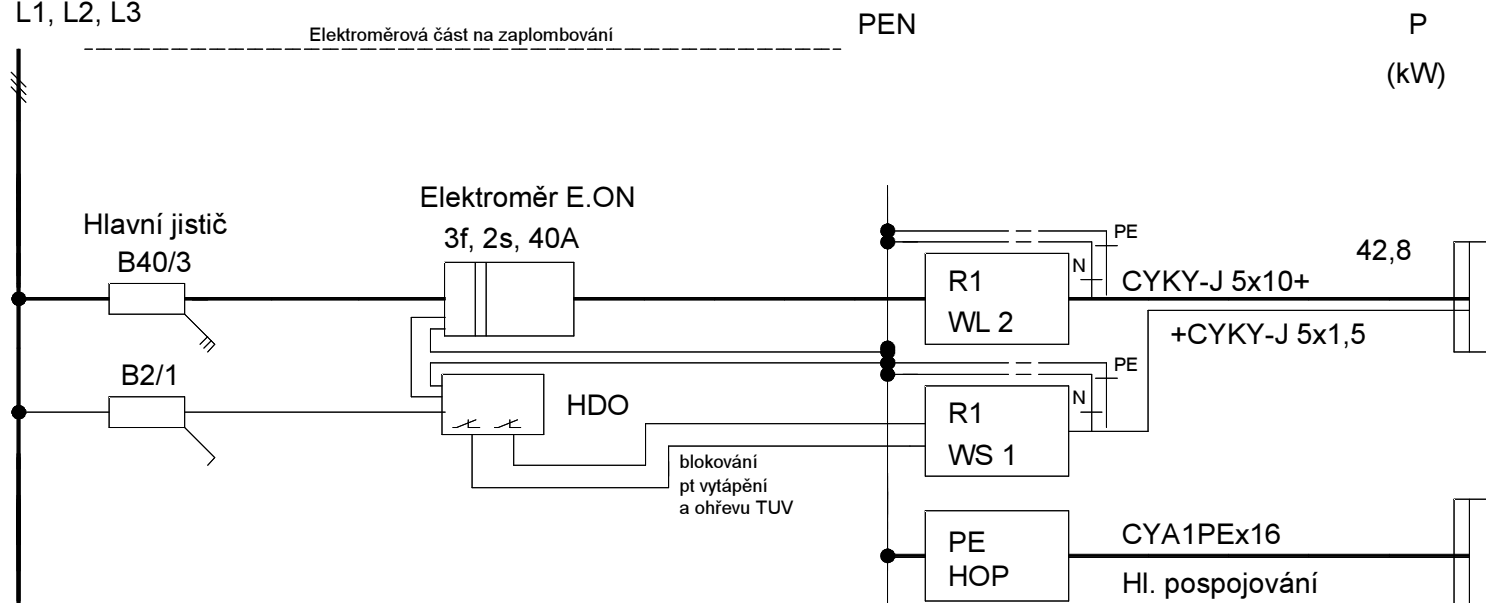 L1, L2, L3
Elektroměrová část na zaplombování
PEN
P
(kW)
Elektroměr E.ON
3f, 2s, 40A
Hlavní jistič
B40/3
PE
N
R1
WL 2
42,8
CYKY-J 5x10+
+CYKY-J 5x1,5
B2/1
HDO
PE
N
R1
WS 1
blokování
pt vytápění
a ohřevu TUV
PE
HOP
CYA1PEx16
Hl. pospojování